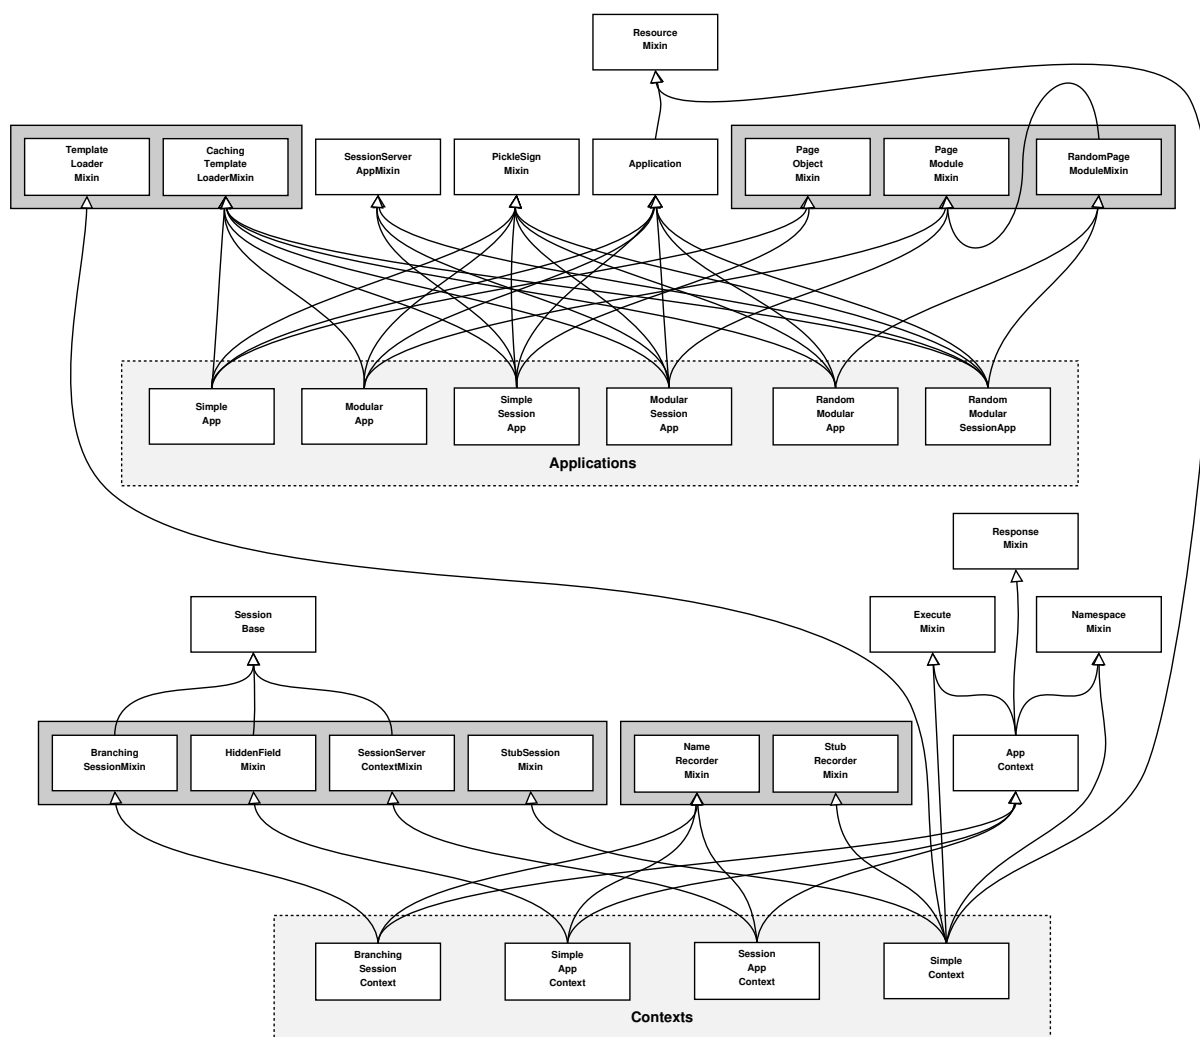 Resource
Mixin
Template
Loader
Mixin
Caching
Template
LoaderMixin
SessionServer
AppMixin
PickleSign
Mixin
Application
Page
Object
Mixin
Page
Module
Mixin
RandomPage
ModuleMixin
Simple
App
Modular
App
Simple
Session
App
Modular
Session
App
Random
Modular
App
Random
Modular
SessionApp
Applications
Response
Mixin
Session
Base
Execute
Mixin
Namespace
Mixin
Branching
SessionMixin
HiddenField
Mixin
SessionServer
ContextMixin
StubSession
Mixin
Name
Recorder
Mixin
Stub
Recorder
Mixin
App
Context
Branching
Session
Context
Simple
App
Context
Session
App
Context
Simple
Context
Contexts